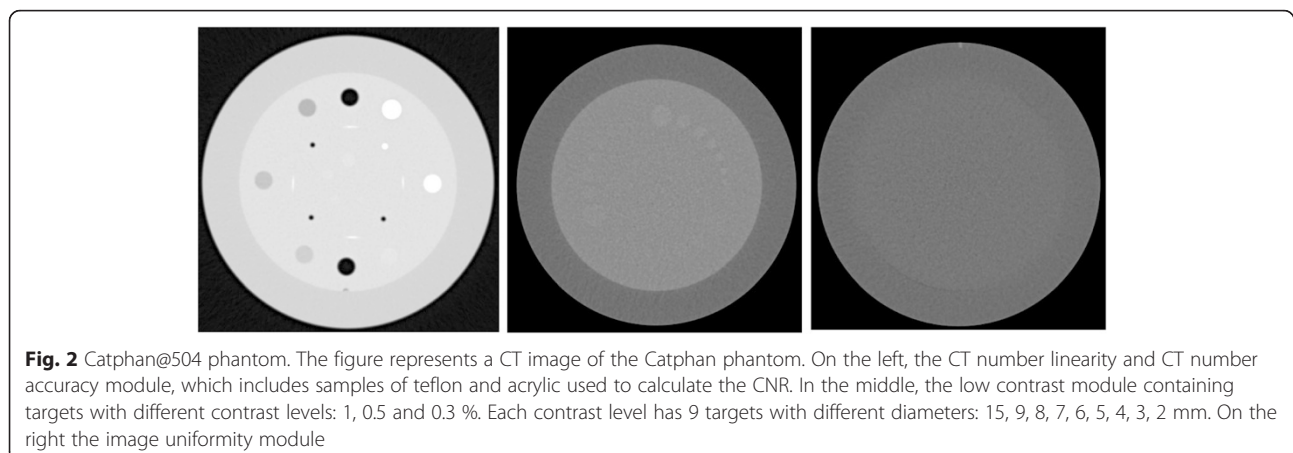 Fig. 2 Catphan@504 phantom. The figure represents a CT image of the Catphan phantom. On the left, the CT number linearity and CT number
accuracy module, which includes samples of teflon and acrylic used to calculate the CNR. In the middle, the low contrast module containing
targets with different contrast levels: 1, 0.5 and 0.3 %. Each contrast level has 9 targets with different diameters: 15, 9, 8, 7, 6, 5, 4, 3, 2 mm. On the
right the image uniformity module